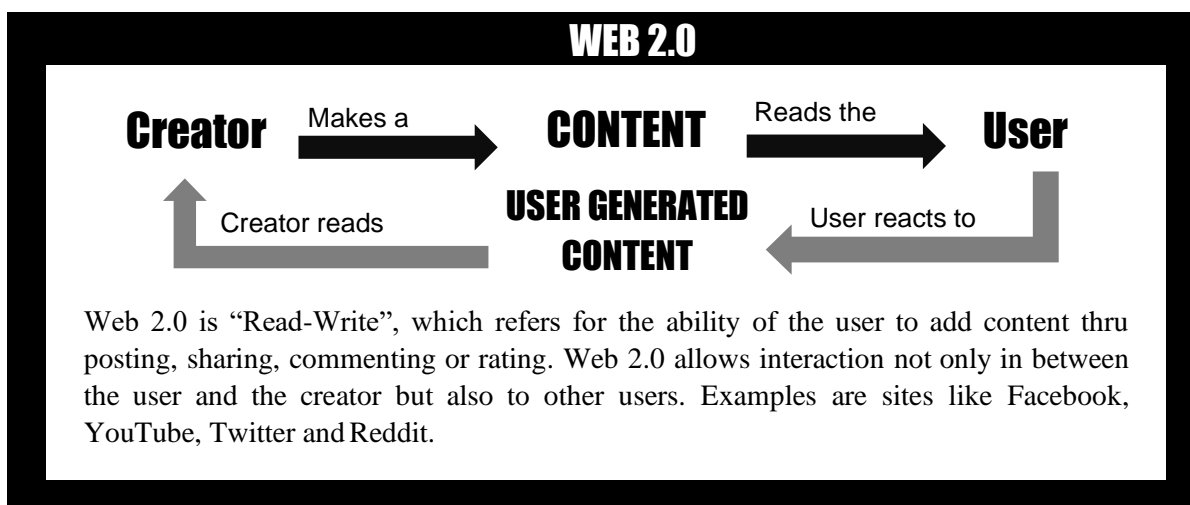 WEB 2.0
Creator
Makes a
CONTENT
Reads the
User
Creator reads
USER GENERATED
CONTENT
User reacts to
Web 2.0 is “Read-Write”, which refers for the ability of the user to add content thru
posting, sharing, commenting or rating. Web 2.0 allows interaction not only in between
the user and the creator but also to other users. Examples are sites like Facebook,
YouTube, Twitter and Reddit.